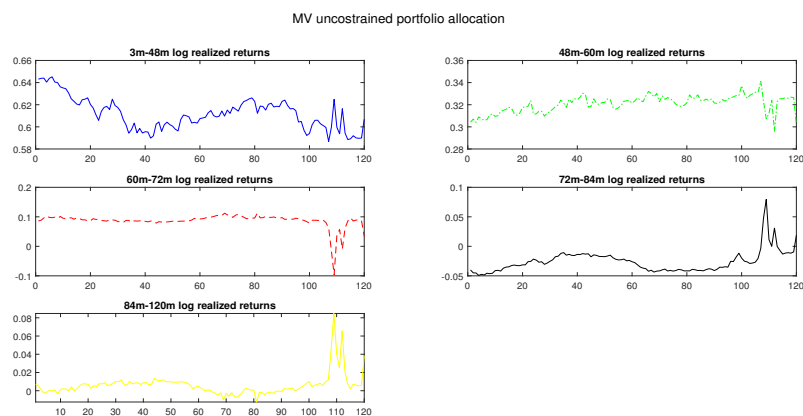 MV uncostrained portfolio allocation
3m-48m log realized returns
0.66
0.64
0.62
0.6
0.58
0 20 40 60 80 100 120
48m-60m log realized returns
0.36
0.34
0.32
0.3
0.28
0 20 40 60 80 100 120
60m-72m log realized returns
0.2
0.1
0
-0.1
0 20 40 60 80 100 120
72m-84m log realized returns
0.1
0.05
0
-0.05
0 20 40 60 80 100 120
84m-120m log realized returns
0.08
0.06
0.04
0.02
0
10 20 30 40 50 60 70 80 90 100 110 120